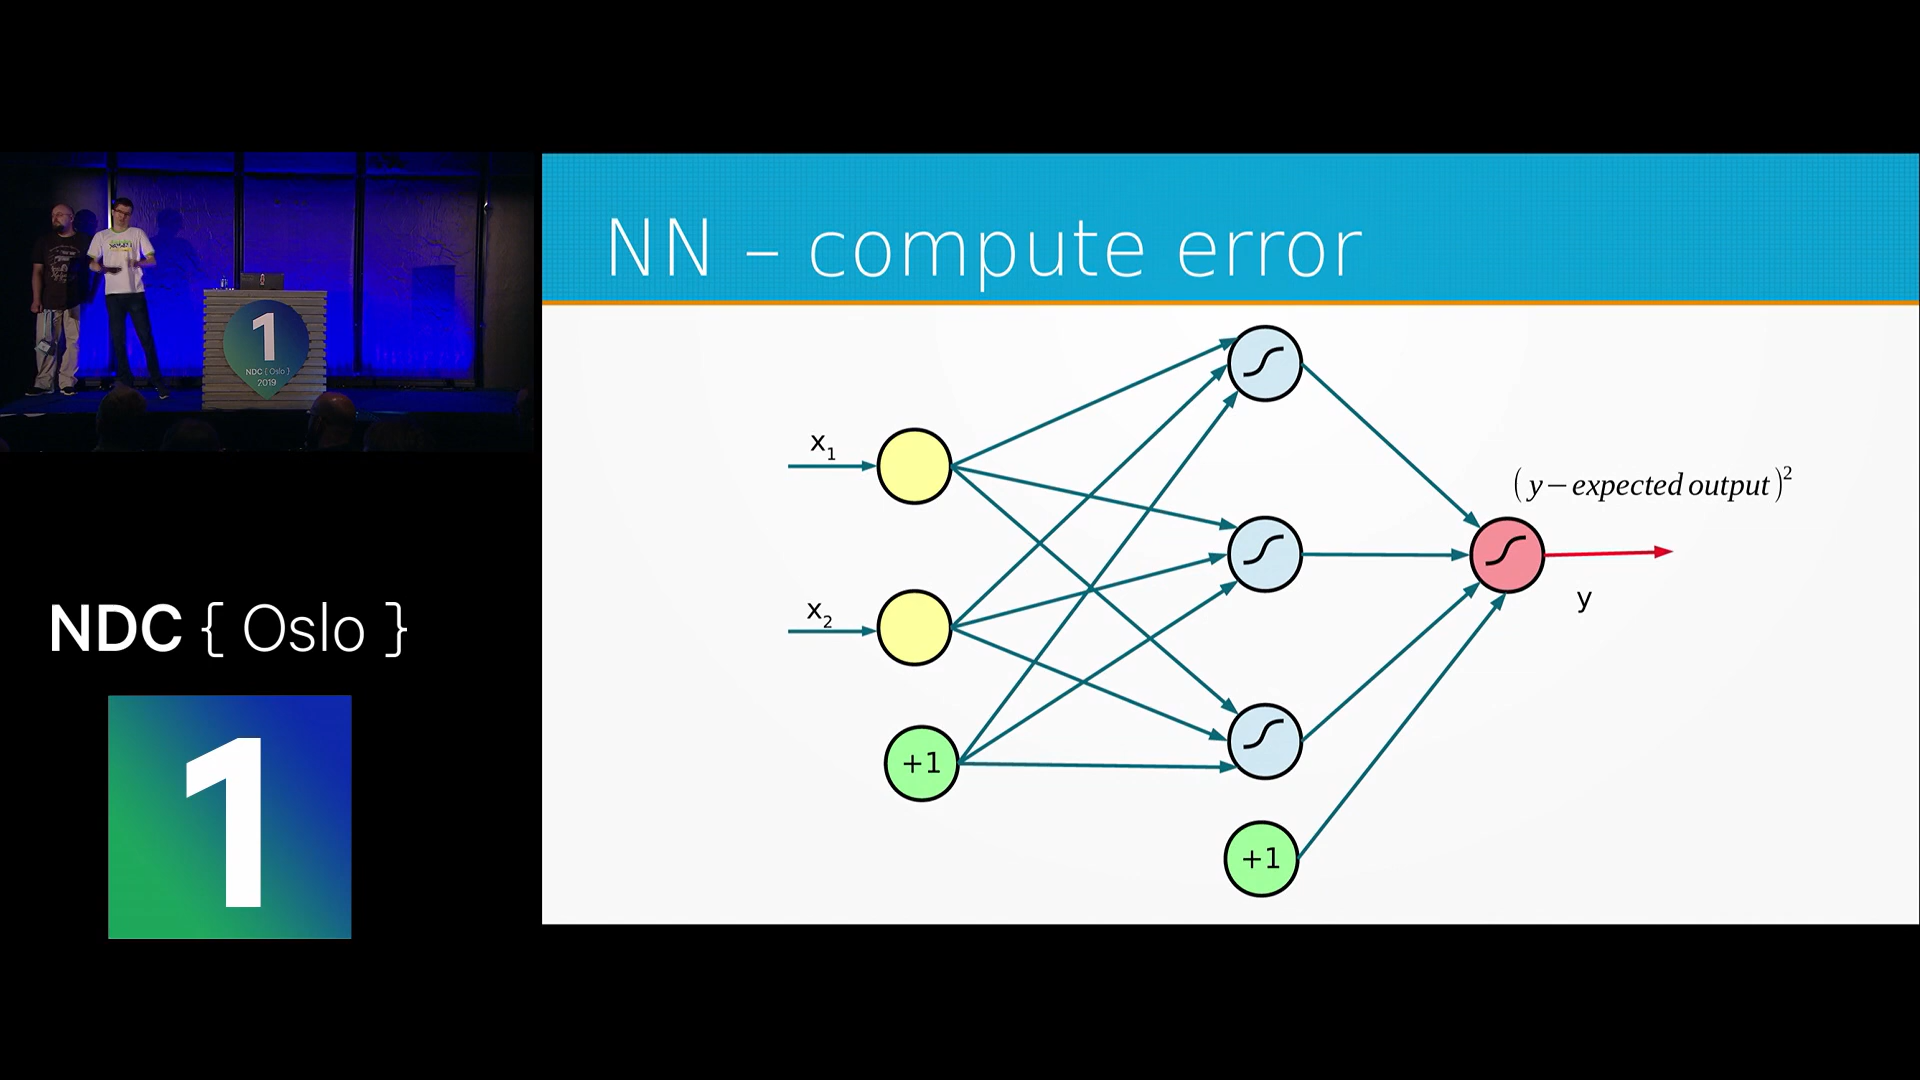 NN – compute error
x₁
x₂
+1
+1
(y−expected output)²
y
1
NDC { Oslo }
2019
NDC { Oslo }
1